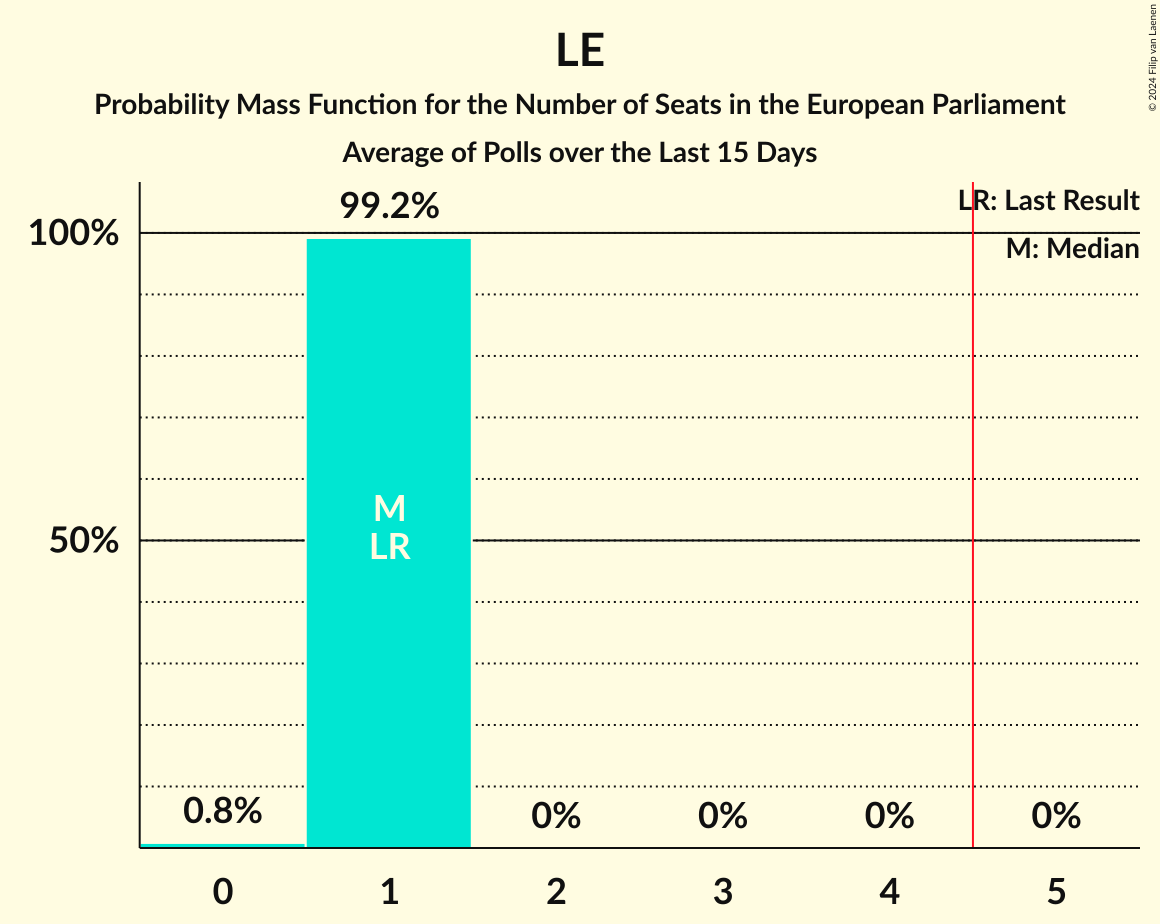 LE
Probability Mass Function for the Number of Seats in the European Parliament
Average of Polls over the Last 15 Days
© 2024 Filip van Laenen
99.2%
LR: Last Result
100%
M: Median
M
LR
50%
0.8%
0%
0%
0%
0%
0
1
2
3
4
5